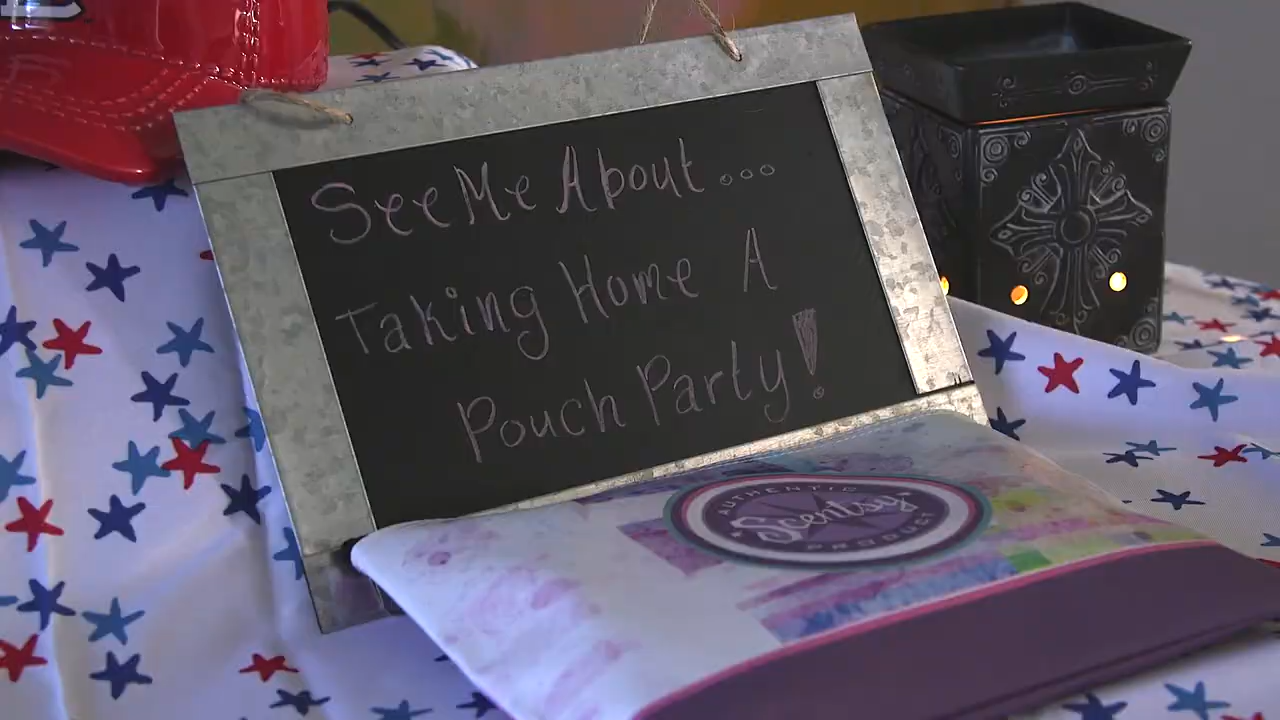 See Me About...
Taking Home A
Pouch Party!
AUTHENTIC
Scentsy
PRODUCT